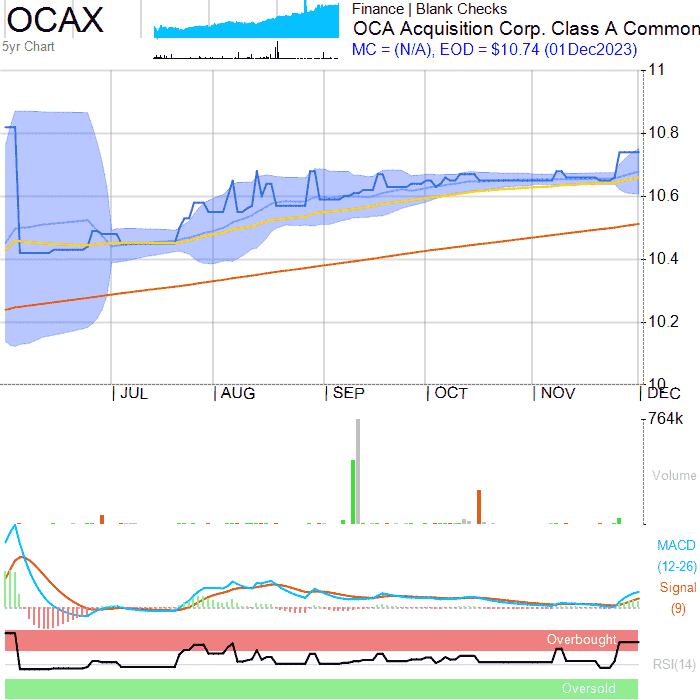 OCAX
5yr Chart
Finance | Blank Checks
OCA Acquisition Corp. Class A Common
MC = (N/A), EOD = $10.74 (01Dec2023)
11
10.8
10.6
10.4
10.2
10
JUL
AUG
SEP
OCT
NOV
DEC
764k
Volume
MACD
(12-26)
Signal
(9)
Overbought
RSI(14)
Oversold